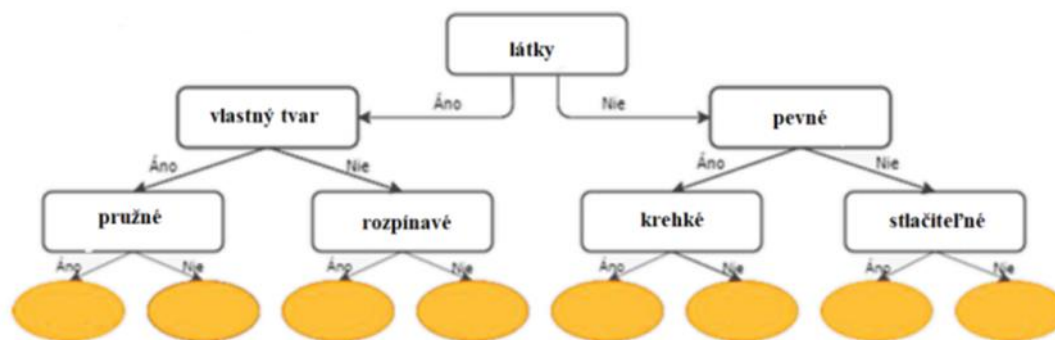 látky
Áno
Nie
vlastný tvar
pevné
Áno
Nie
Áno
Nie
pružné
rozpínavé
krehké
stlačiteľné
Áno
Nie
Áno
Nie
Áno
Nie
Áno
Nie